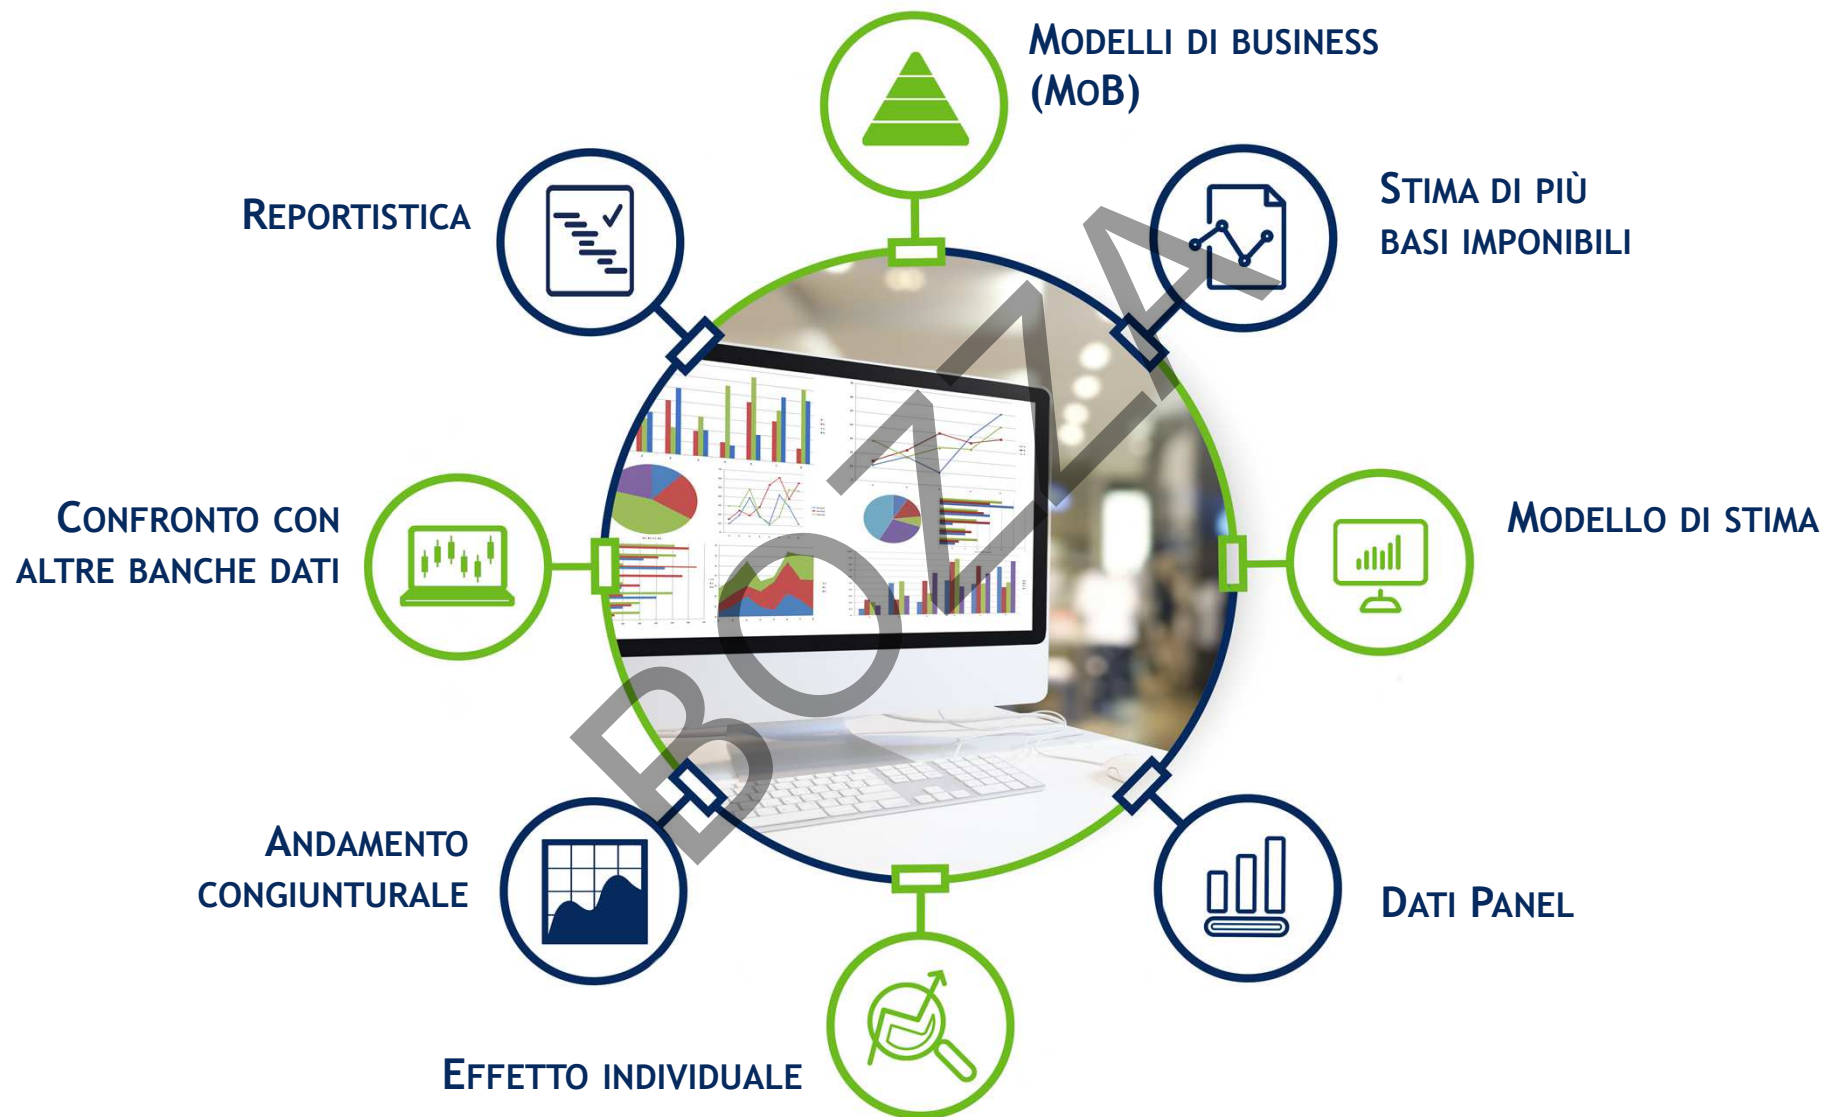 Modelli di business
(MoB)
Stima di più
basi imponibili
Modello di stima
Dati Panel
Effetto individuale
Andamento
congiunturale
Confronto con
altre banche dati
Reportistica
BOZZA